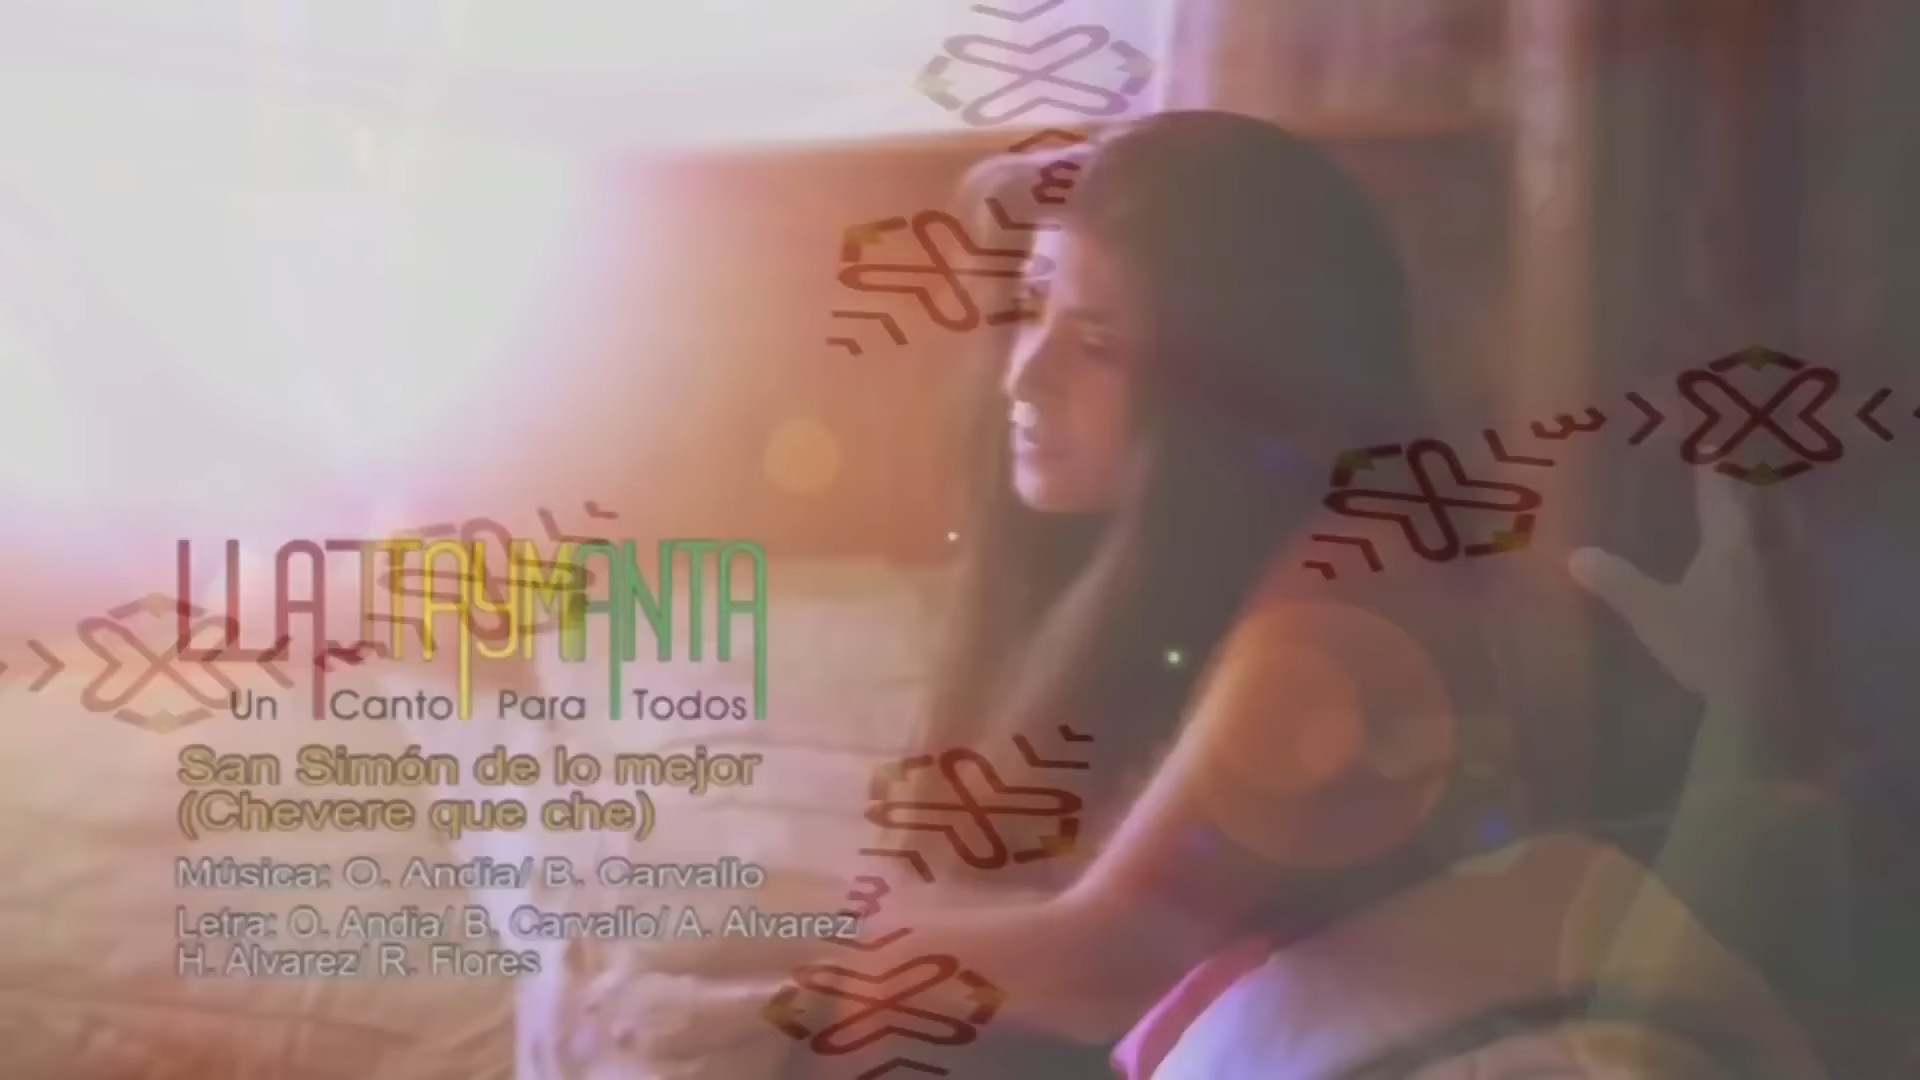 LLAJTAYMANTA
Un Canto Para Todos
San Simón de lo mejor
(Chevere que che)
Música: O. Andia/ B. Carvallo
Letra: O. Andia/ B. Carvallo/ A. Alvarez/
H. Alvarez/ R. Flores